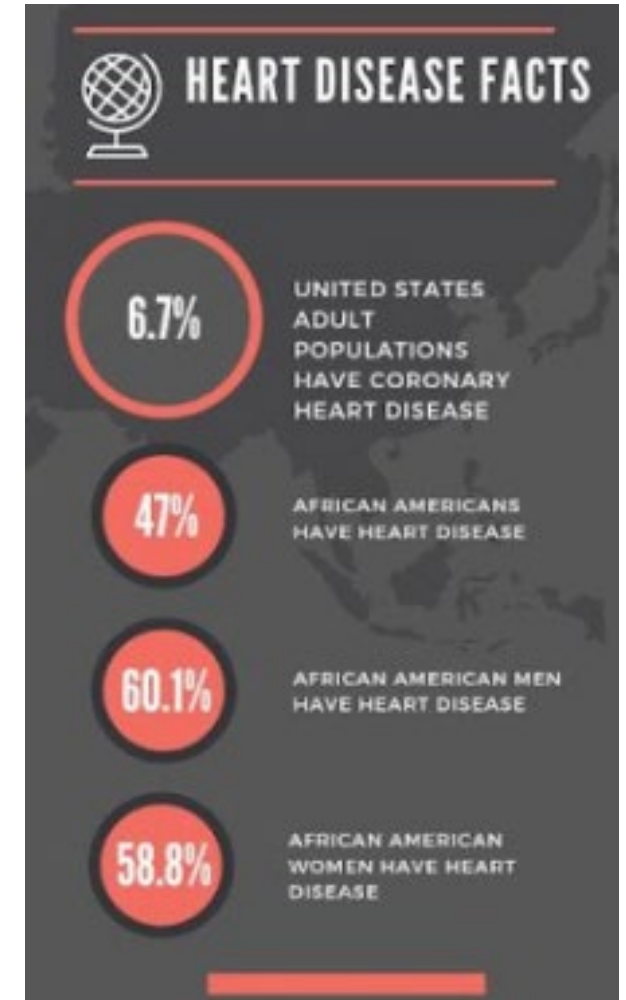 HEART DISEASE FACTS
6.7%
UNITED STATES
ADULT
POPULATIONS
HAVE CORONARY
HEART DISEASE
47%
AFRICAN AMERICANS
HAVE HEART DISEASE
60.1%
AFRICAN AMERICAN MEN
HAVE HEART DISEASE
58.8%
AFRICAN AMERICAN
WOMEN HAVE HEART
DISEASE